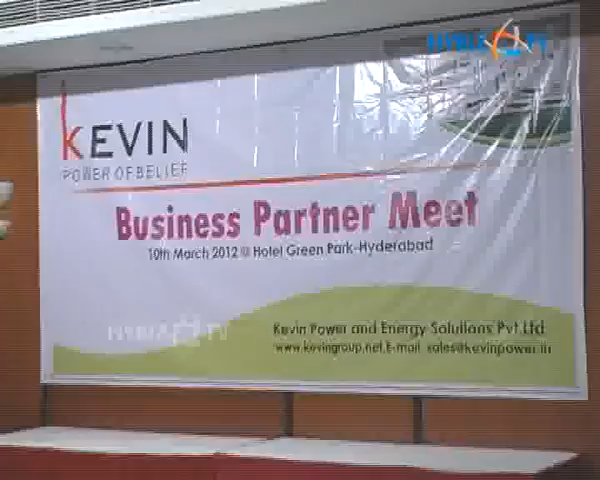 HYBIZ TV
KEVIN
POWER OF BELIEF
Business Partner Meet
10th March 2012 @ Hotel Green Park-Hyderabad
HYBIZ TV
Kevin Power and Energy Solutions Pvt.Ltd
www.kevingroup.net,E-mail sales@kevinpower.in